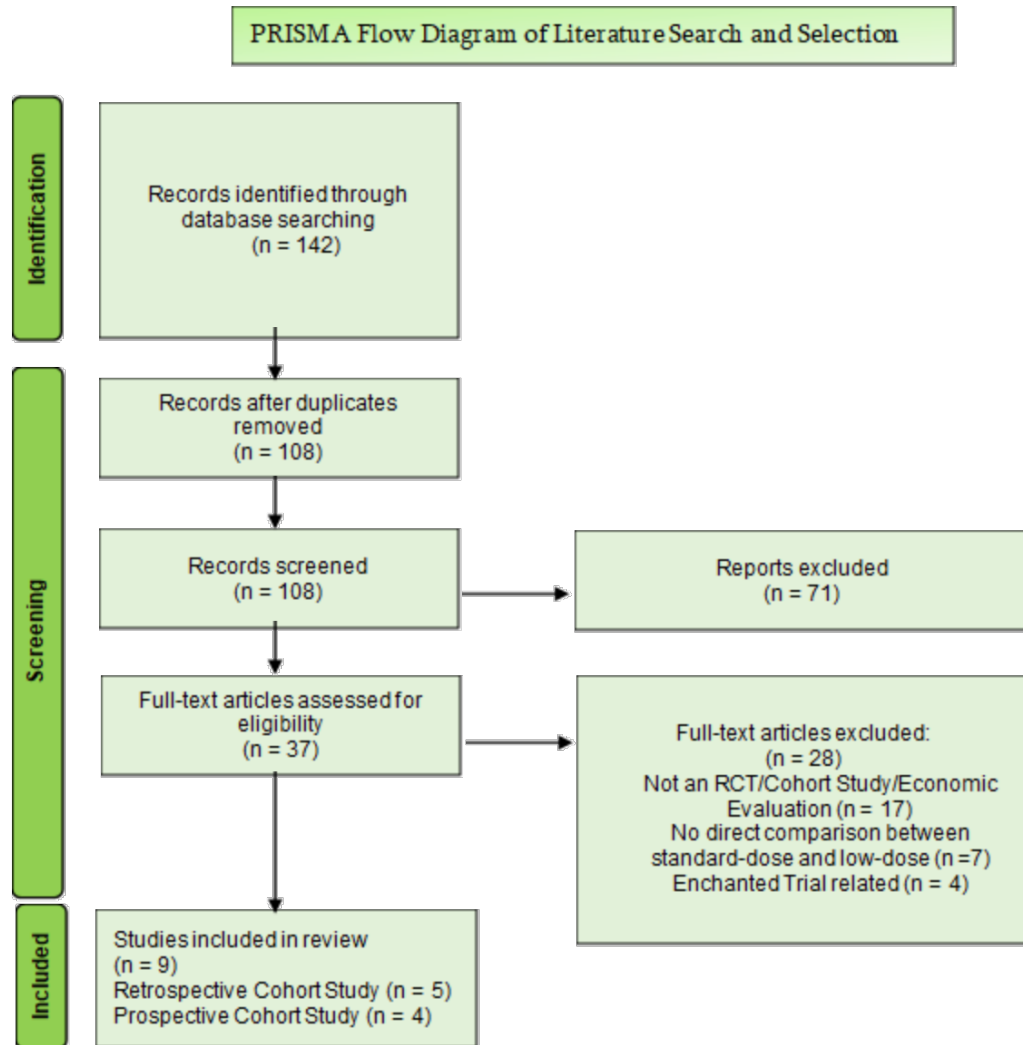 PRISMA Flow Diagram of Literature Search and Selection
Identification
Records identified through
database searching
(n = 142)
Screening
Records after duplicates
removed
(n = 108)
Records screened
(n = 108)
Reports excluded
(n = 71)
Full-text articles assessed for
eligibility
(n = 37)
Full-text articles excluded:
(n = 28)
Not an RCT/Cohort Study/Economic
Evaluation (n = 17)
No direct comparison between
standard-dose and low-dose (n =7)
Enchanted Trial related (n = 4)
Included
Studies included in review
(n = 9)
Retrospective Cohort Study (n = 5)
Prospective Cohort Study (n = 4)